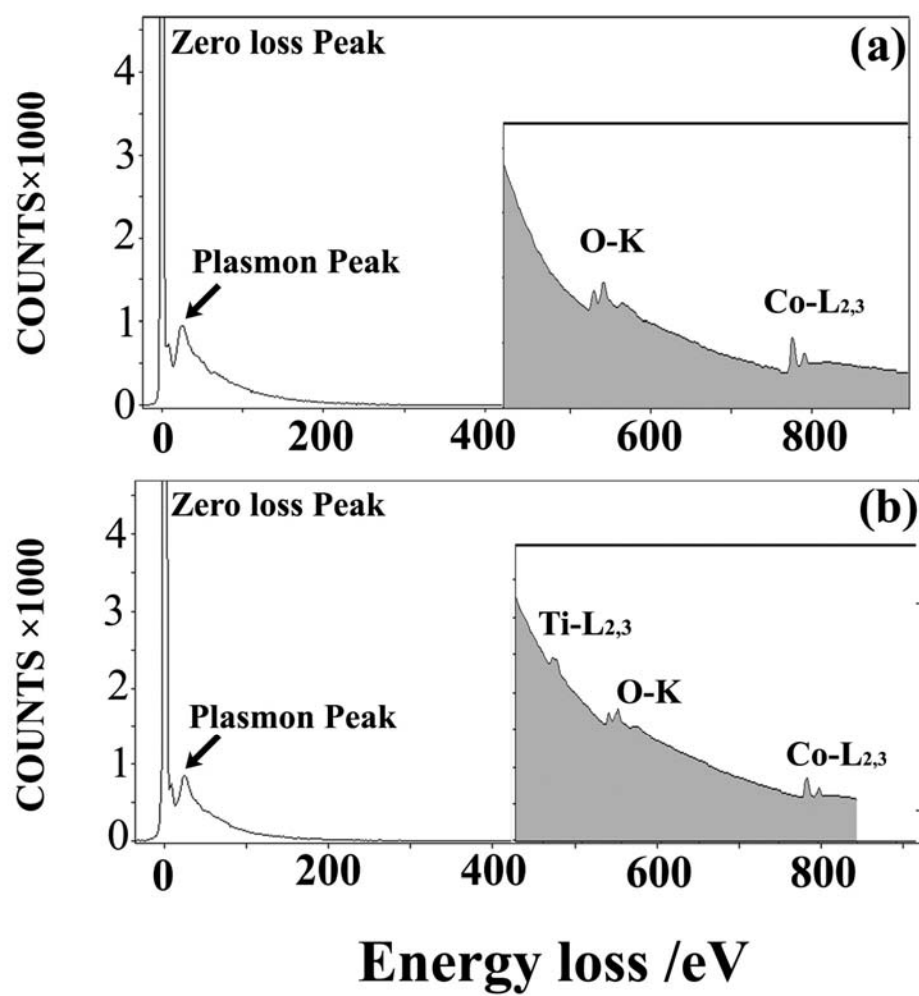 Zero loss Peak
(a)
4
3
2
1
0
COUNTS×1000
Plasmon Peak
O-K
Co-L2,3
0 200 400 600 800
Zero loss Peak
(b)
4
3
2
1
0
COUNTS ×1000
Plasmon Peak
Ti-L2,3
O-K
Co-L2,3
0 200 400 600 800
Energy loss /eV